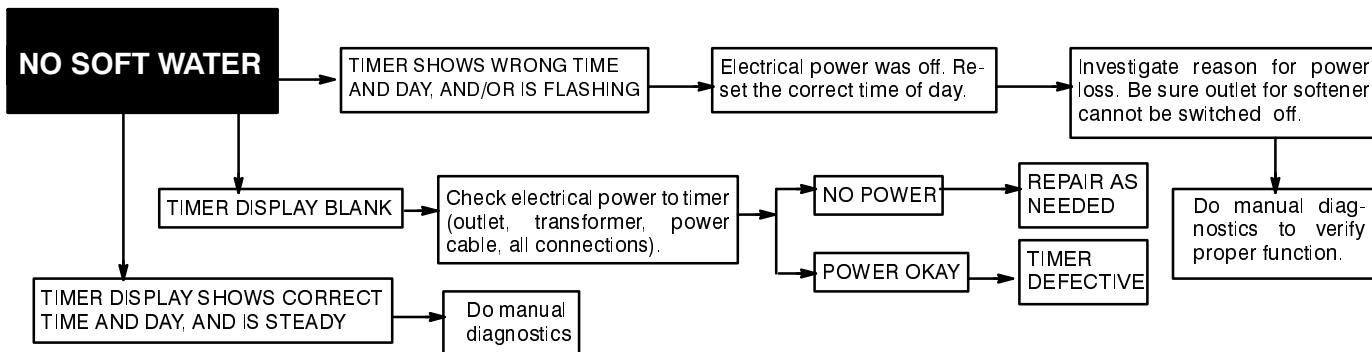 NO SOFT WATER
TIMER SHOWS WRONG TIME
AND DAY, AND/OR IS FLASHING
Electrical power was off. Re-
set the correct time of day.
Investigate reason for power
loss. Be sure outlet for softener
cannot be switched off.
Do manual diag-
nostics to verify
proper function.
TIMER DISPLAY BLANK
Check electrical power to timer
(outlet, transformer, power
cable, all connections).
NO POWER
REPAIR AS
NEEDED
POWER OKAY
TIMER
DEFECTIVE
TIMER DISPLAY SHOWS CORRECT
TIME AND DAY, AND IS STEADY
Do manual
diagnostics